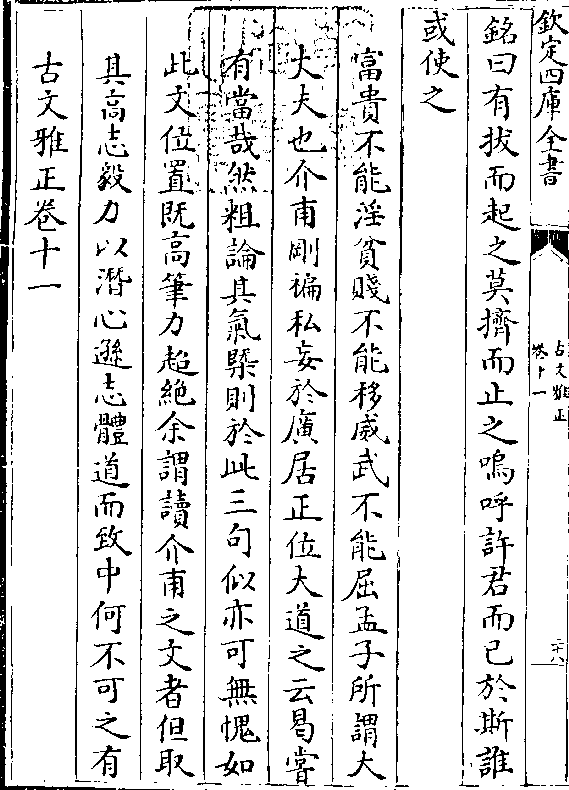 欽定四庫全書
古文雅正
卷十一
二十八
銘曰有拔而起之莫擠而止之嗚呼許君而已於斯誰
或使之
富貴不能淫貧賤不能移威武不能屈孟子所謂大
丈夫也介甫剛褊私妄於廣居正位大道之云曷嘗
有當哉然粗論其氣槩則於此三句似亦可無愧如
此文位置既高筆力超絶余謂讀介甫之文者但取
其高志毅力以潛心遜志體道而致中何不可之有
古文雅正卷十一